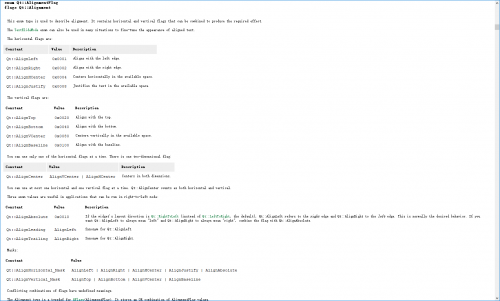 enum Qt::AlignmentFlag
flags Qt::Alignment
This enum type is used to describe alignment. It contains horizontal and vertical flags that can be combined to produce the required effect.
The TextElideMode enum can also be used in many situations to fine-tune the appearance of aligned text.
The horizontal flags are:
Constant Value Description
Qt::AlignLeft 0x0001 Aligns with the left edge.
Qt::AlignRight 0x0002 Aligns with the right edge.
Qt::AlignHCenter 0x0004 Centers horizontally in the available space.
Qt::AlignJustify 0x0008 Justifies the text in the available space.
The vertical flags are:
Constant Value Description
Qt::AlignTop 0x0020 Aligns with the top.
Qt::AlignBottom 0x0040 Aligns with the bottom.
Qt::AlignVCenter 0x0080 Centers vertically in the available space.
Qt::AlignBaseline 0x0100 Aligns with the baseline.
You can use only one of the horizontal flags at a time. There is one two-dimensional flag:
Constant Value Description
Qt::AlignCenter AlignVCenter | AlignHCenter Centers in both dimensions.
You can use at most one horizontal and one vertical flag at a time. Qt::AlignCenter counts as both horizontal and vertical.
Three enum values are useful in applications that can be run in right-to-left mode:
Constant Value Description
Qt::AlignAbsolute 0x0010 If the widget's layout direction is Qt::RightToLeft (instead of Qt::LeftToRight, the default), Qt::AlignLeft refers to the right edge and Qt::AlignRight to the left edge. This is normally the desired behavior. If you
want Qt::AlignLeft to always mean "left" and Qt::AlignRight to always mean "right", combine the flag with Qt::AlignAbsolute.
Qt::AlignLeading AlignLeft Synonym for Qt::AlignLeft.
Qt::AlignTrailing AlignRight Synonym for Qt::AlignRight.
Masks:
Constant Value
Qt::AlignHorizontal_Mask AlignLeft | AlignRight | AlignHCenter | AlignJustify | AlignAbsolute
Qt::AlignVertical_Mask AlignTop | AlignBottom | AlignVCenter | AlignBaseline
Conflicting combinations of flags have undefined meanings.
The Alignment type is a typedef for QFlags<AlignmentFlag>. It stores an OR combination of AlignmentFlag values.